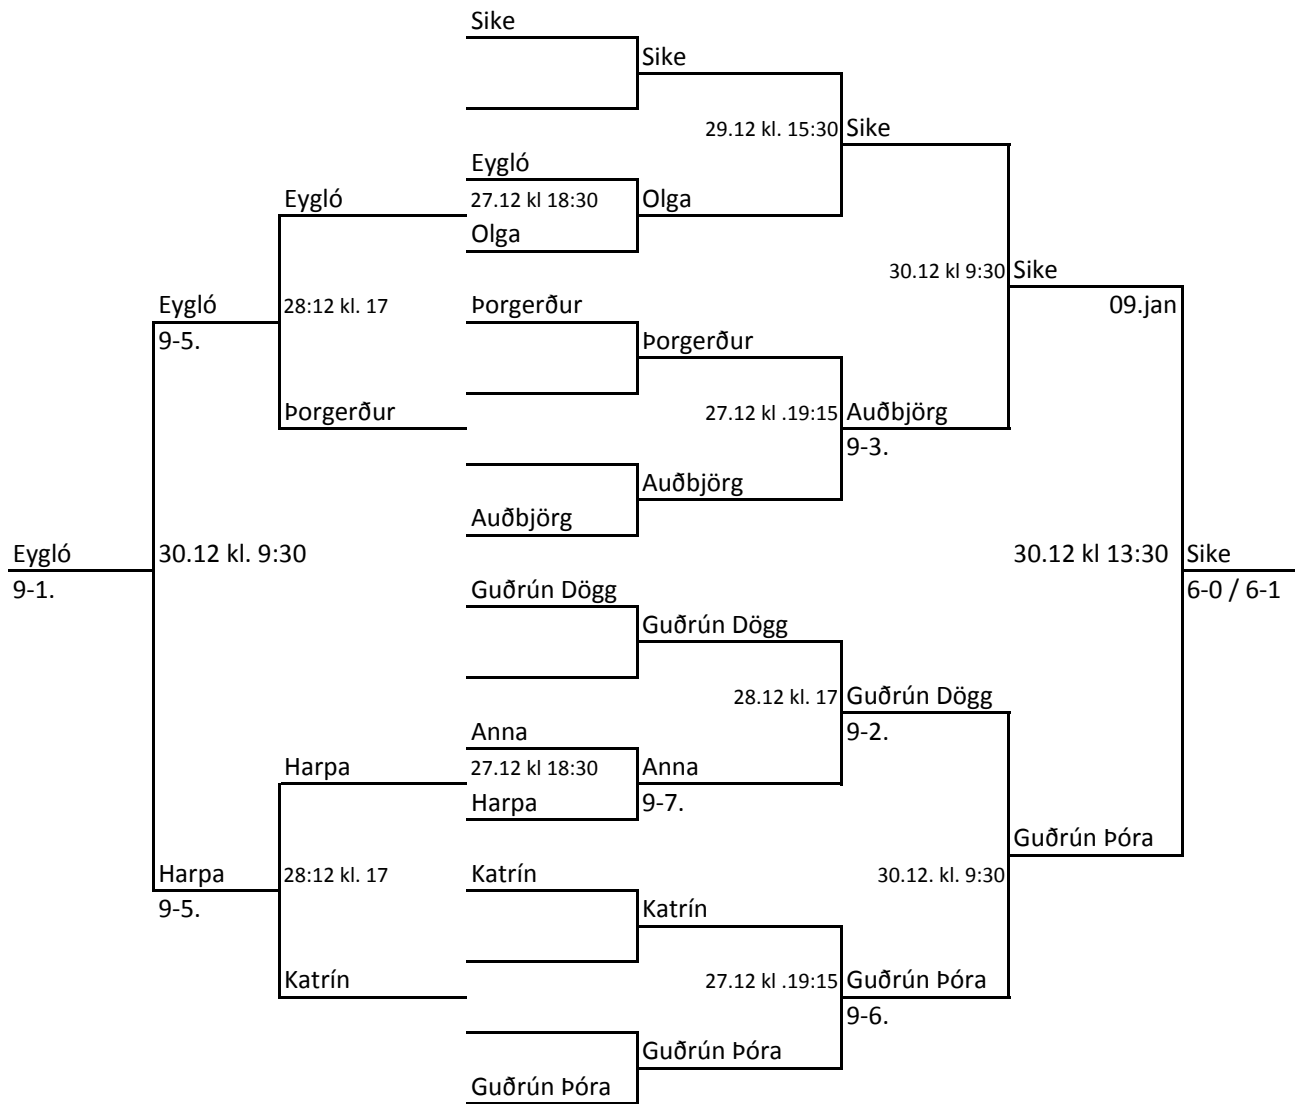 Sike
Sike
29.12 kl. 15:30
Sike
Eygló
Eygló
27.12 kl 18:30
Olga
Olga
30.12 kl 9:30
Sike
09.jan
Eygló
28:12 kl. 17
Þorgerður
9-5.
Þorgerður
Þorgerður
27.12 kl .19:15
Auðbjörg
9-3.
Auðbjörg
Auðbjörg
Eygló
30.12 kl. 9:30
30.12 kl 13:30
Sike
9-1.
6-0 / 6-1
Guðrún Dögg
Guðrún Dögg
28.12 kl. 17
Guðrún Dögg
9-2.
Anna
Harpa
27.12 kl 18:30
Anna
Harpa
9-7.
Guðrún Þóra
Harpa
28:12 kl. 17
Katrín
30.12. kl. 9:30
9-5.
Katrín
Katrín
27.12 kl .19:15
Guðrún Þóra
9-6.
Guðrún Þóra
Guðrún Þóra